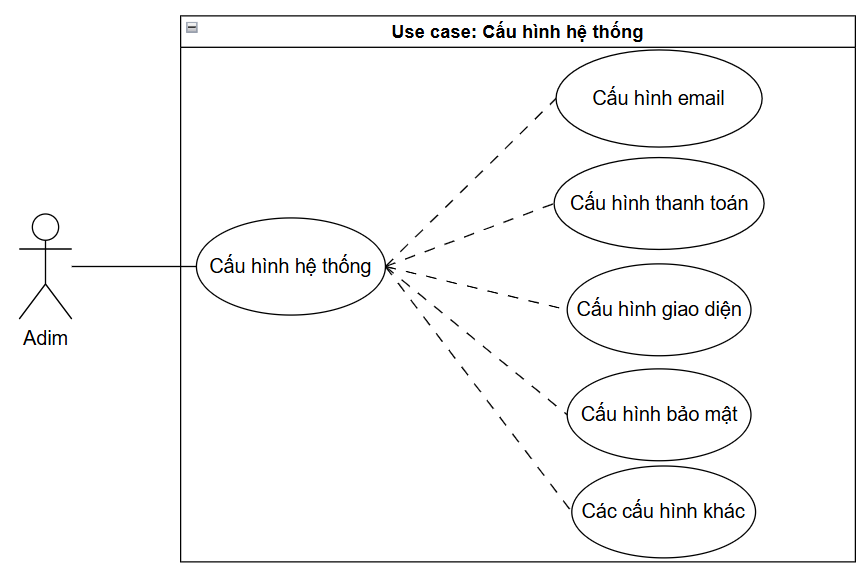 Use case: Cấu hình hệ thống
Cấu hình email
Cấu hình thanh toán
Cấu hình hệ thống
Cấu hình giao diện
Adim
Cấu hình bảo mật
Các cấu hình khác